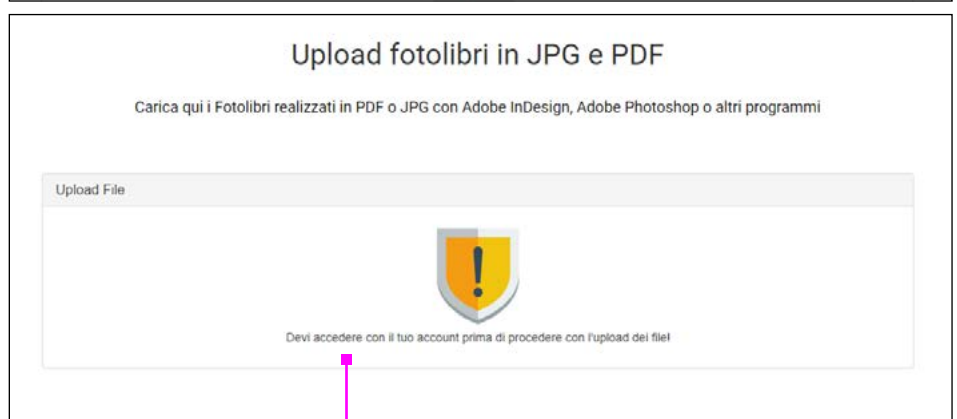 Upload fotolibri in JPG e PDF
Carica qui i Fotolibri realizzati in PDF o JPG con Adobe InDesign, Adobe Photoshop o altri programmi
Upload File
!
Devi accedere con il tuo account prima di procedere con l'upload dei file!